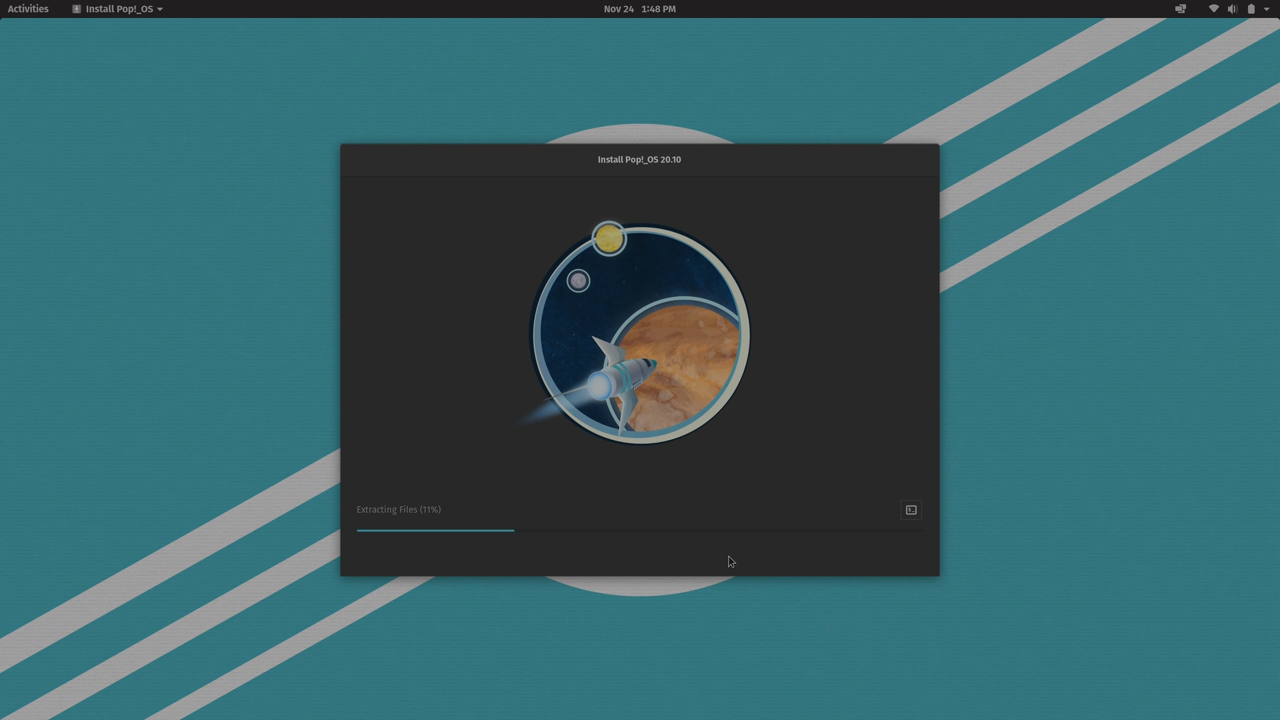 Activities
Install Pop!_OS
Nov 24 1:48 PM
Install Pop!_OS 20.10
Extracting Files (11%)